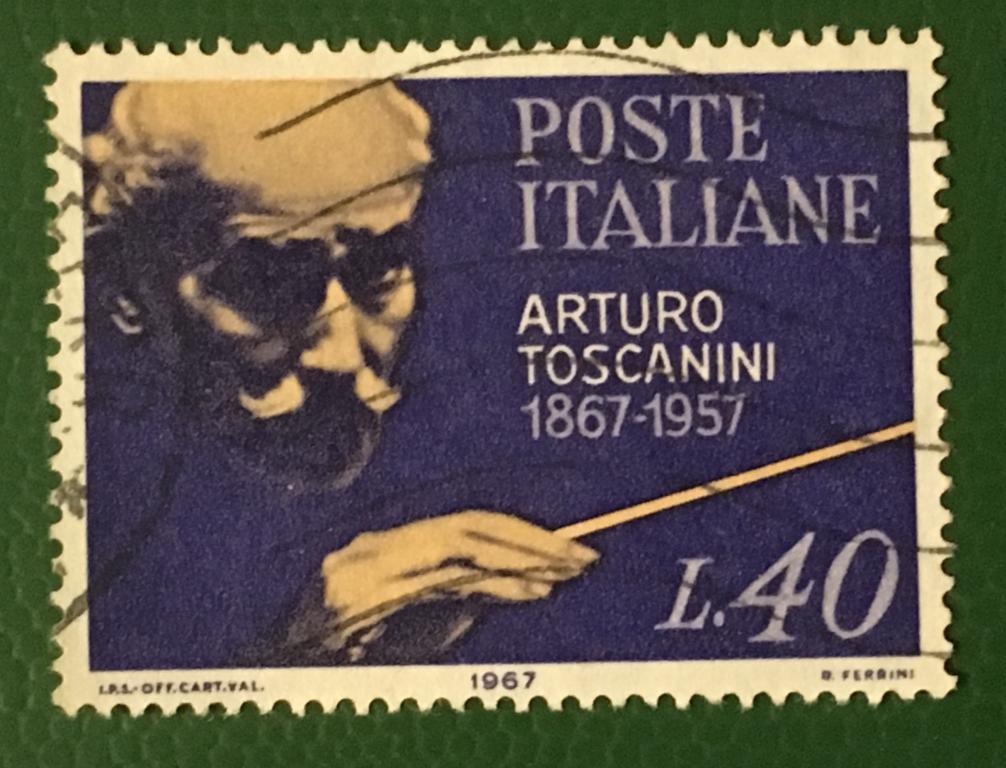 POSTE
ITALIANE
ARTURO
TOSCANINI
1867-1957
L.40
I.P.S.-OFF.CART.VAL.
1967
R. FERRINI